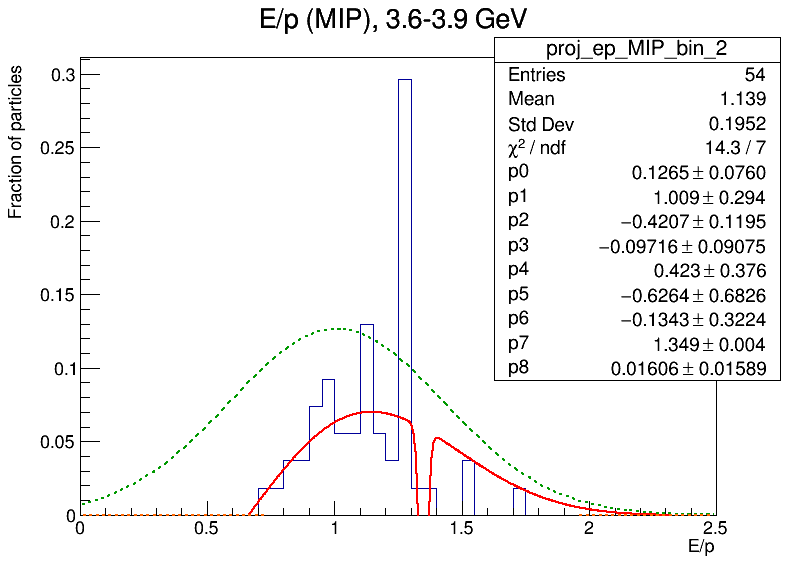 E/p (MIP), 3.6-3.9 GeV
proj_ep_MIP_bin_2
Entries 54
Mean 1.139
Std Dev 0.1952
χ² / ndf 14.3 / 7
p0 0.1265 ± 0.0760
p1 1.009 ± 0.294
p2 −0.4207 ± 0.1195
p3 −0.09716 ± 0.09075
p4 0.423 ± 0.376
p5 −0.6264 ± 0.6826
p6 −0.1343 ± 0.3224
p7 1.349 ± 0.004
p8 0.01606 ± 0.01589
Fraction of particles
0.3
0.25
0.2
0.15
0.1
0.05
0
0 0.5 1 1.5 2 2.5
E/p